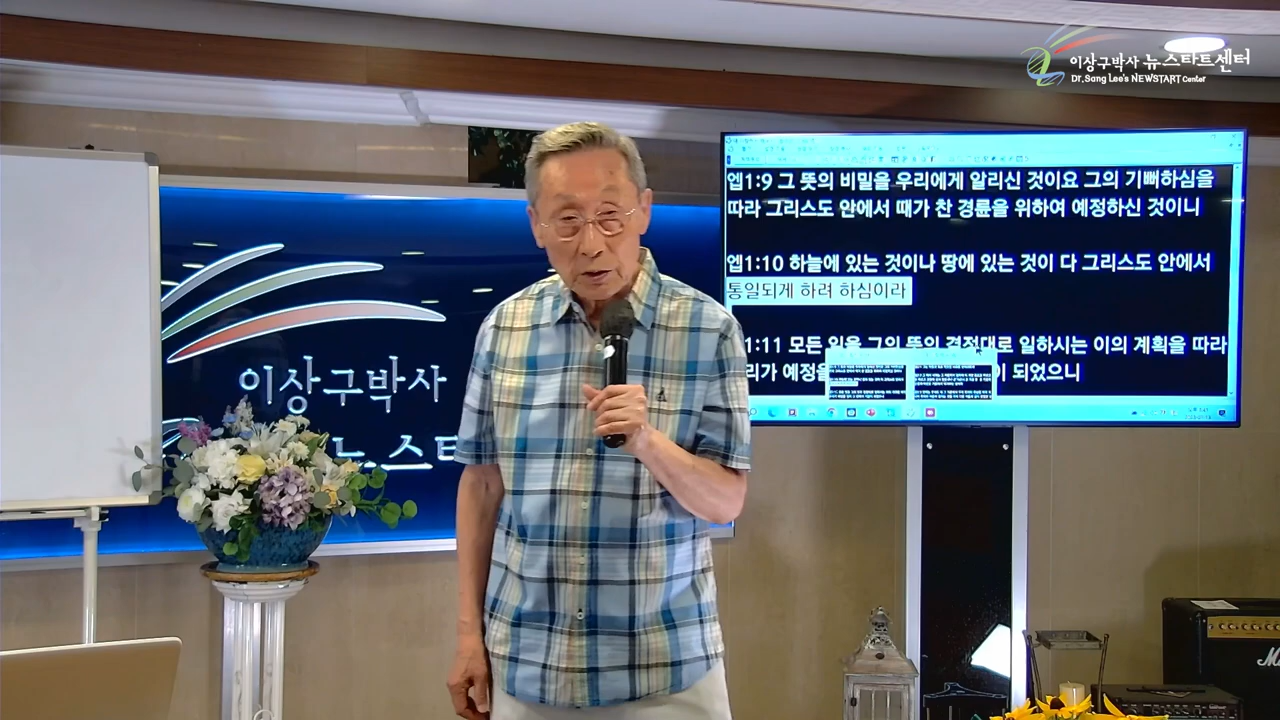 이상구박사 뉴스타트센터
Dr. Sang Lee's NEWSTART Center
엡1:9 그 뜻의 비밀을 우리에게 알리신 것이요 그의 기뻐하심을
따라 그리스도 안에서 때가 찬 경륜을 위하여 예정하신 것이니
엡1:10 하늘에 있는 것이나 땅에 있는 것이 다 그리스도 안에서
통일되게 하려 하심이라
1:11 모든 일을 그의 뜻의 결정대로 일하시는 이의 계획을 따라
리가 예정을 이 되었으니
이상구박사
뉴스타